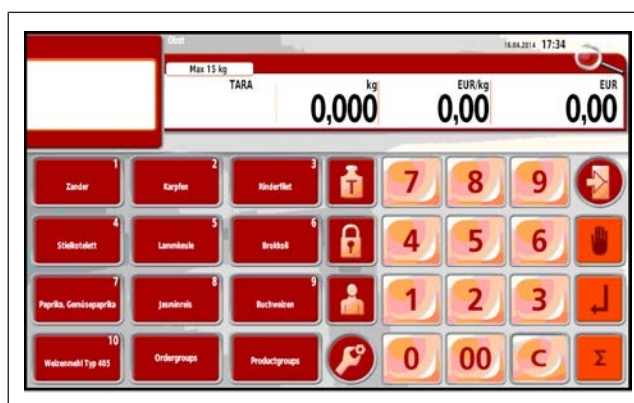 Obst 16.04.2014 17:34
Max 15 kg
TARA kg EUR/kg EUR
0,000 0,00 0,00
1 2 3
Zander Karpfen Rinderfilet T 7 8 9
4 5 6
Stielkotelett Lammkeule Brokkoli 4 5 6
7 8 9
Paprika, Gemüsepaprika Jasminreis Buchweizen 1 2 3
10
Weizenmehl Typ 405 Ordergroups Productgroups 0 00 C Σ